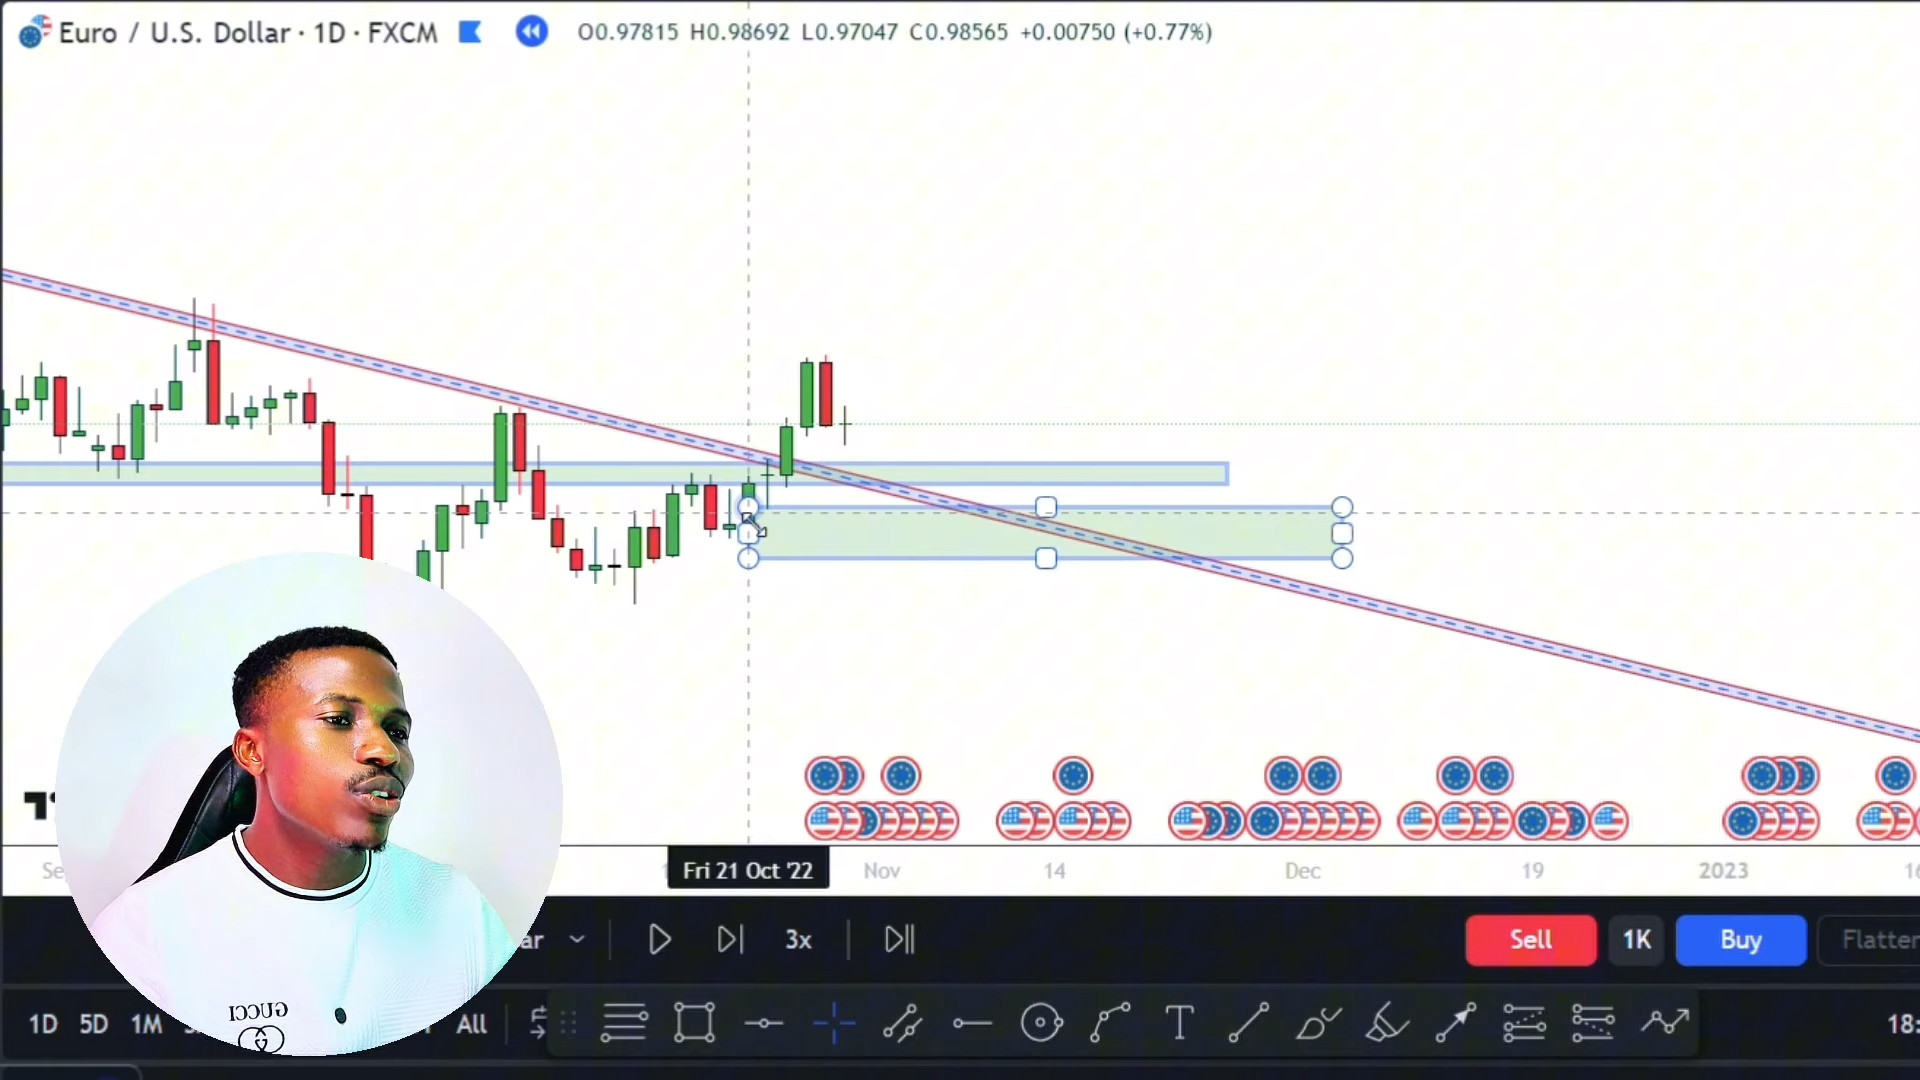 Euro / U.S. Dollar · 1D · FXCM
O0.97815 H0.98692 L0.97047 C0.98565 +0.00750 (+0.77%)
Fri 21 Oct '22
Nov
14
Dec
19
2023
3x
Sell
1K
Buy
1D 5D 1M
All
GUCCI